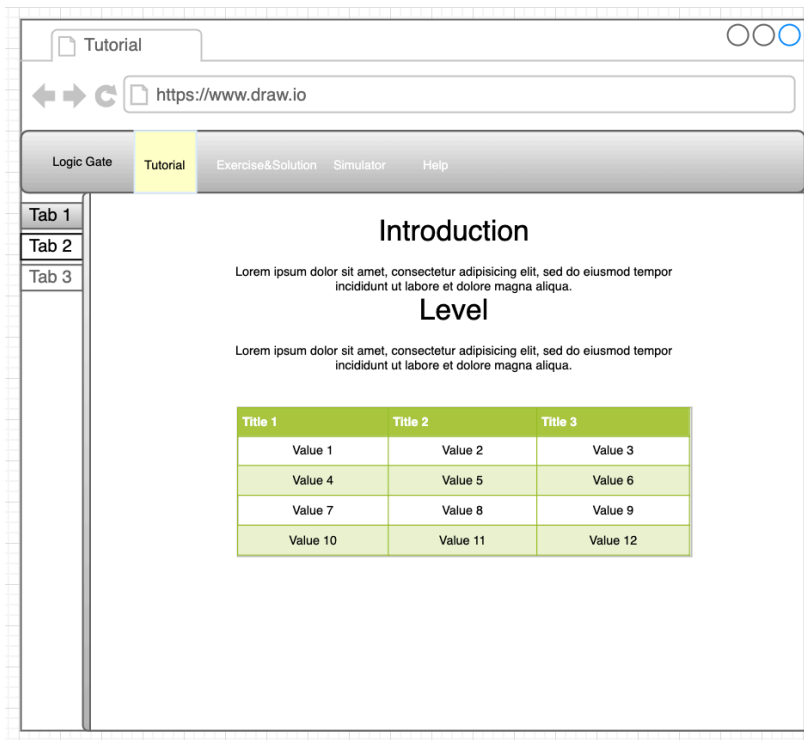 Tutorial
https://www.draw.io
Logic Gate Tutorial Exercise&Solution Simulator Help
Tab 1
Tab 2
Tab 3
Introduction
Lorem ipsum dolor sit amet, consectetur adipisicing elit, sed do eiusmod tempor
incididunt ut labore et dolore magna aliqua.
Level
Lorem ipsum dolor sit amet, consectetur adipisicing elit, sed do eiusmod tempor
incididunt ut labore et dolore magna aliqua.
Title 1 Title 2 Title 3
Value 1 Value 2 Value 3
Value 4 Value 5 Value 6
Value 7 Value 8 Value 9
Value 10 Value 11 Value 12